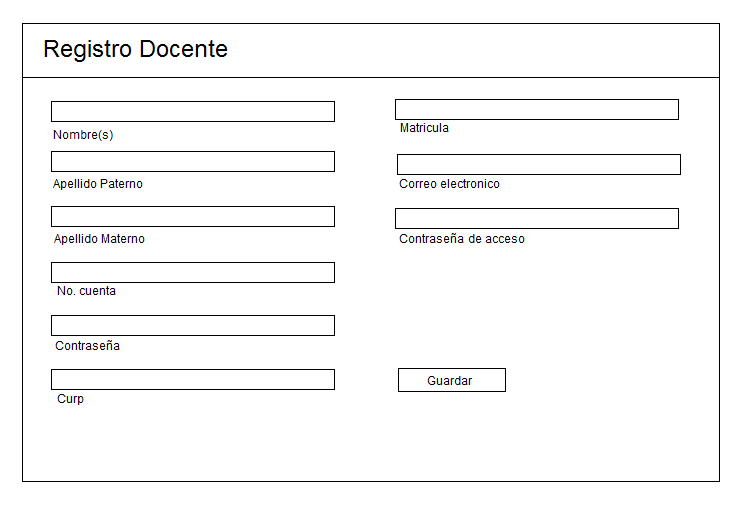 Registro Docente
Nombre(s)
Apellido Paterno
Apellido Materno
No. cuenta
Contraseña
Curp
Matricula
Correo electronico
Contraseña de acceso
Guardar